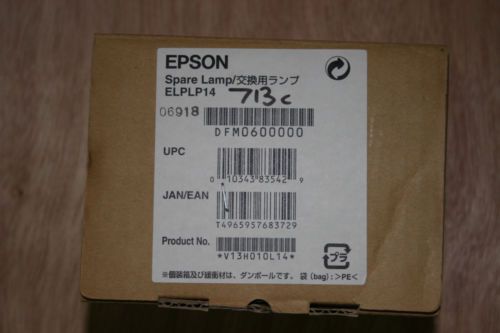 EPSON
Spare Lamp/交換用ランプ
ELPLP14
713c
06918
DFM0600000
UPC
0 10343 83542 9
JAN/EAN
T4965957683729
Product No.
*V13H010L14*
プラ
※個装箱及び緩衝材は、ダンボールです。 袋(bag):>PE<